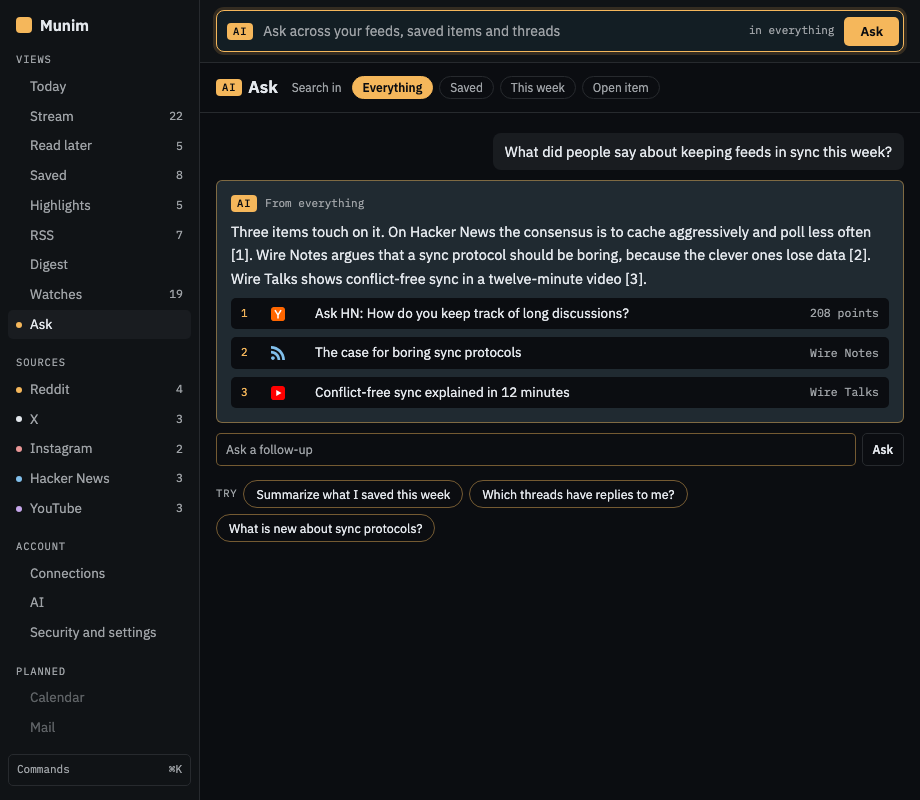 Munim
VIEWS
Today
Stream 22
Read later 5
Saved 8
Highlights 5
RSS 7
Digest
Watches 19
Ask
SOURCES
Reddit 4
X 3
Instagram 2
Hacker News 3
YouTube 3
ACCOUNT
Connections
AI
Security and settings
PLANNED
Calendar
Mail
Commands ⌘K
AI Ask across your feeds, saved items and threads in everything Ask
AI Ask Search in Everything Saved This week Open item
What did people say about keeping feeds in sync this week?
AI From everything
Three items touch on it. On Hacker News the consensus is to cache aggressively and poll less often
[1]. Wire Notes argues that a sync protocol should be boring, because the clever ones lose data [2].
Wire Talks shows conflict-free sync in a twelve-minute video [3].
1 Y Ask HN: How do you keep track of long discussions? 208 points
2 The case for boring sync protocols Wire Notes
3 Conflict-free sync explained in 12 minutes Wire Talks
Ask a follow-up Ask
TRY Summarize what I saved this week Which threads have replies to me?
What is new about sync protocols?